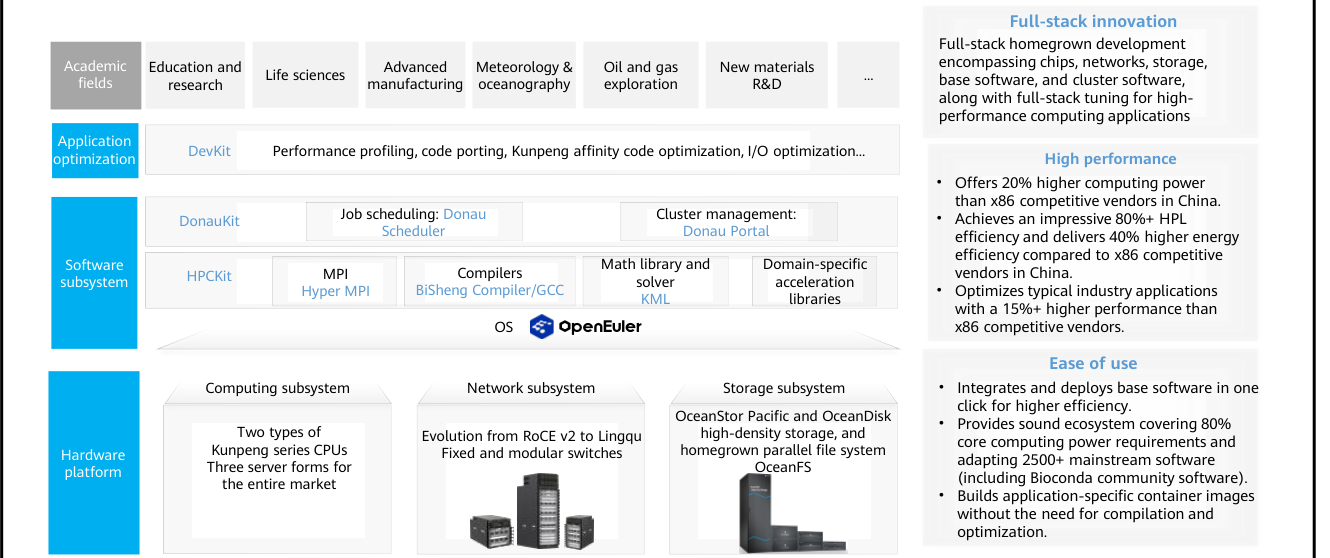 Academic
fields
Education and
research
Life sciences
Advanced
manufacturing
Meteorology &
oceanography
Oil and gas
exploration
New materials
R&D
...
Application
optimization
DevKit
Performance profiling, code porting, Kunpeng affinity code optimization, I/O optimization...
Software
subsystem
DonauKit
Job scheduling: Donau
Scheduler
Cluster management:
Donau Portal
HPCKit
MPI
Hyper MPI
Compilers
BiSheng Compiler/GCC
Math library and
solver
KML
Domain-specific
acceleration
libraries
OS
OpenEuler
Hardware
platform
Computing subsystem
Two types of
Kunpeng series CPUs
Three server forms for
the entire market
Network subsystem
Evolution from RoCE v2 to Lingqu
Fixed and modular switches
Storage subsystem
OceanStor Pacific and OceanDisk
high-density storage, and
homegrown parallel file system
OceanFS
Full-stack innovation
Full-stack homegrown development
encompassing chips, networks, storage,
base software, and cluster software,
along with full-stack tuning for high-
performance computing applications
High performance
• Offers 20% higher computing power
than x86 competitive vendors in China.
• Achieves an impressive 80%+ HPL
efficiency and delivers 40% higher energy
efficiency compared to x86 competitive
vendors in China.
• Optimizes typical industry applications
with a 15%+ higher performance than
x86 competitive vendors.
Ease of use
• Integrates and deploys base software in one
click for higher efficiency.
• Provides sound ecosystem covering 80%
core computing power requirements and
adapting 2500+ mainstream software
(including Bioconda community software).
• Builds application-specific container images
without the need for compilation and
optimization.